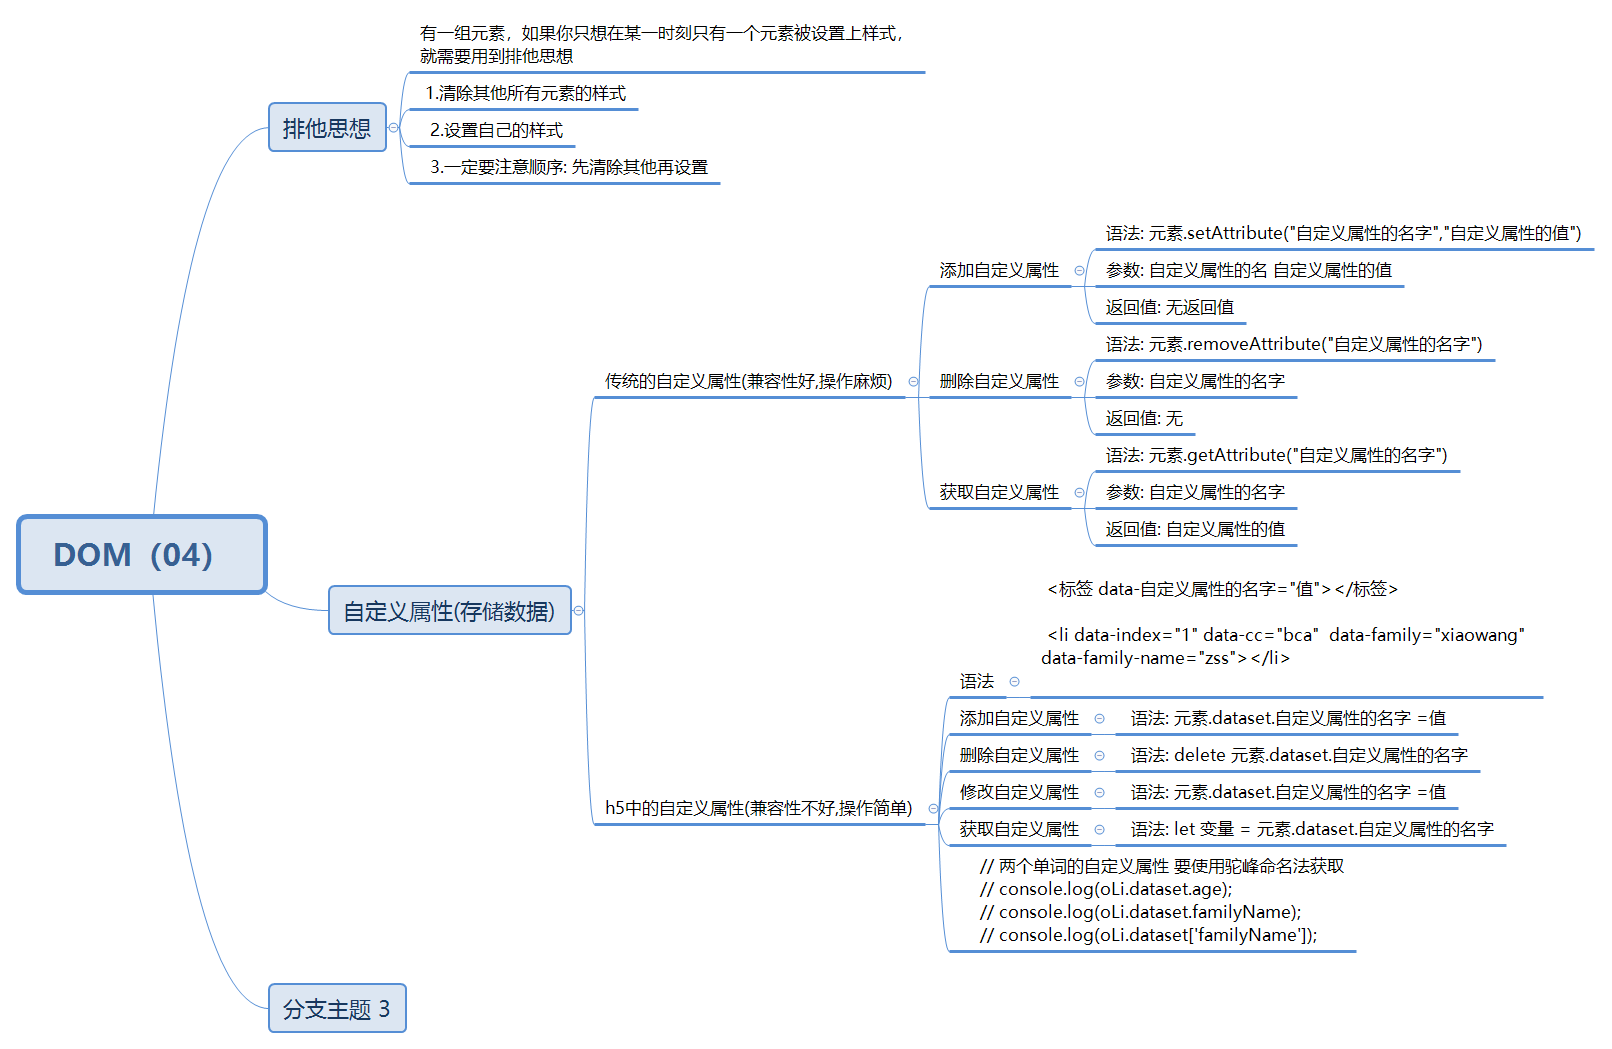 DOM（04）
排他思想
有一组元素，如果你只想在某一时刻只有一个元素被设置上样式，
就需要用到排他思想
1.清除其他所有元素的样式
2.设置自己的样式
3.一定要注意顺序: 先清除其他再设置
自定义属性(存储数据)
传统的自定义属性(兼容性好,操作麻烦)
添加自定义属性
语法: 元素.setAttribute("自定义属性的名字","自定义属性的值")
参数: 自定义属性的名 自定义属性的值
返回值: 无返回值
删除自定义属性
语法: 元素.removeAttribute("自定义属性的名字")
参数: 自定义属性的名字
返回值: 无
获取自定义属性
语法: 元素.getAttribute("自定义属性的名字")
参数: 自定义属性的名字
返回值: 自定义属性的值
h5中的自定义属性(兼容性不好,操作简单)
语法
<标签 data-自定义属性的名字="值"></标签>
<li data-index="1" data-cc="bca"  data-family="xiaowang"
data-family-name="zss"></li>
添加自定义属性
语法: 元素.dataset.自定义属性的名字 =值
删除自定义属性
语法: delete 元素.dataset.自定义属性的名字
修改自定义属性
语法: 元素.dataset.自定义属性的名字 =值
获取自定义属性
语法: let 变量 = 元素.dataset.自定义属性的名字
// 两个单词的自定义属性 要使用驼峰命名法获取
// console.log(oLi.dataset.age);
// console.log(oLi.dataset.familyName);
// console.log(oLi.dataset['familyName']);
分支主题 3